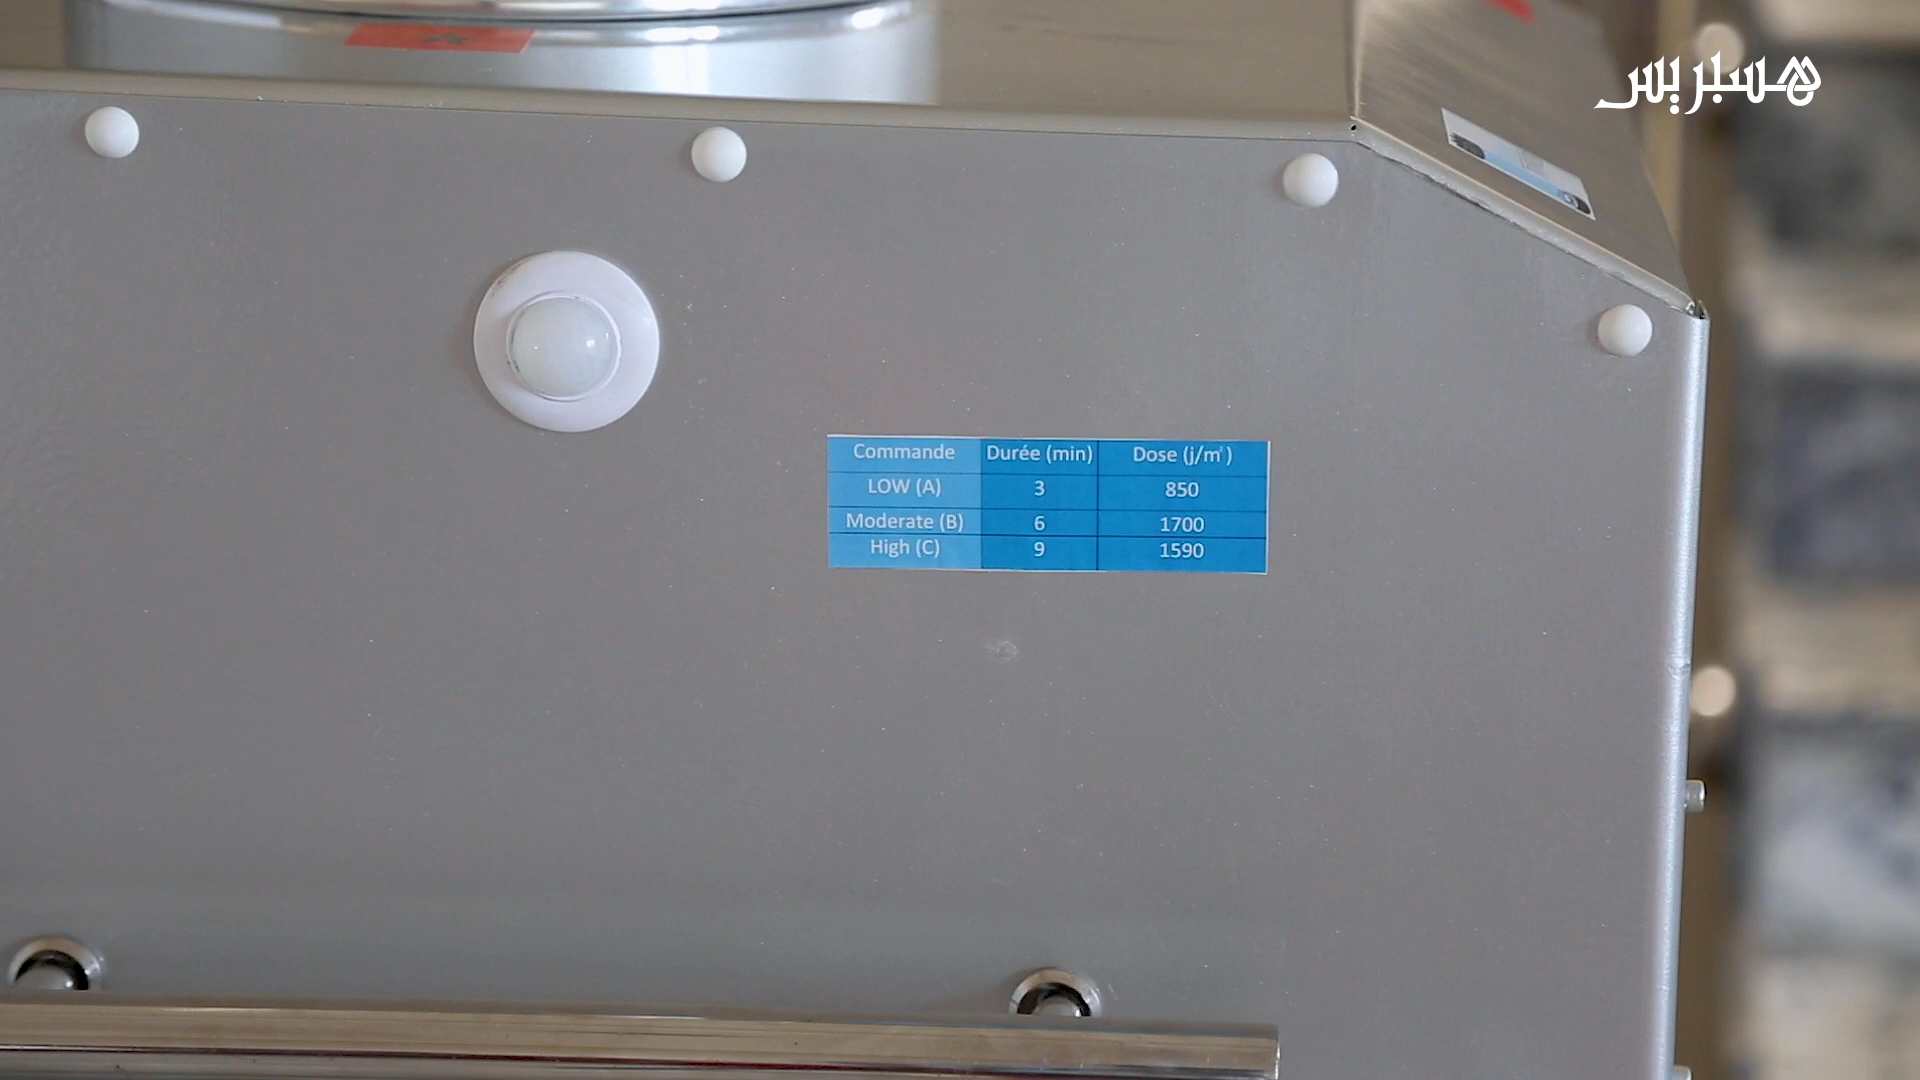 هسبريس
Commande Durée (min) Dose (j/m²)
LOW (A) 3 850
Moderate (B) 6 1700
High (C) 9 1590